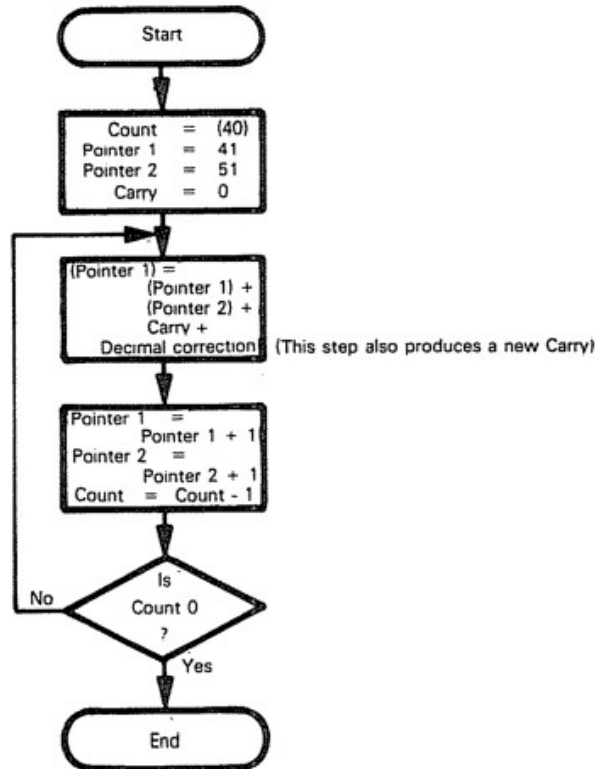 Start
Count = (40)
Pointer 1 = 41
Pointer 2 = 51
Carry = 0
(Pointer 1) =
(Pointer 1) +
(Pointer 2) +
Carry +
Decimal correction (This step also produces a new Carry)
Pointer 1 =
Pointer 1 + 1
Pointer 2 =
Pointer 2 + 1
Count = Count - 1
Is
Count 0
?
No
Yes
End